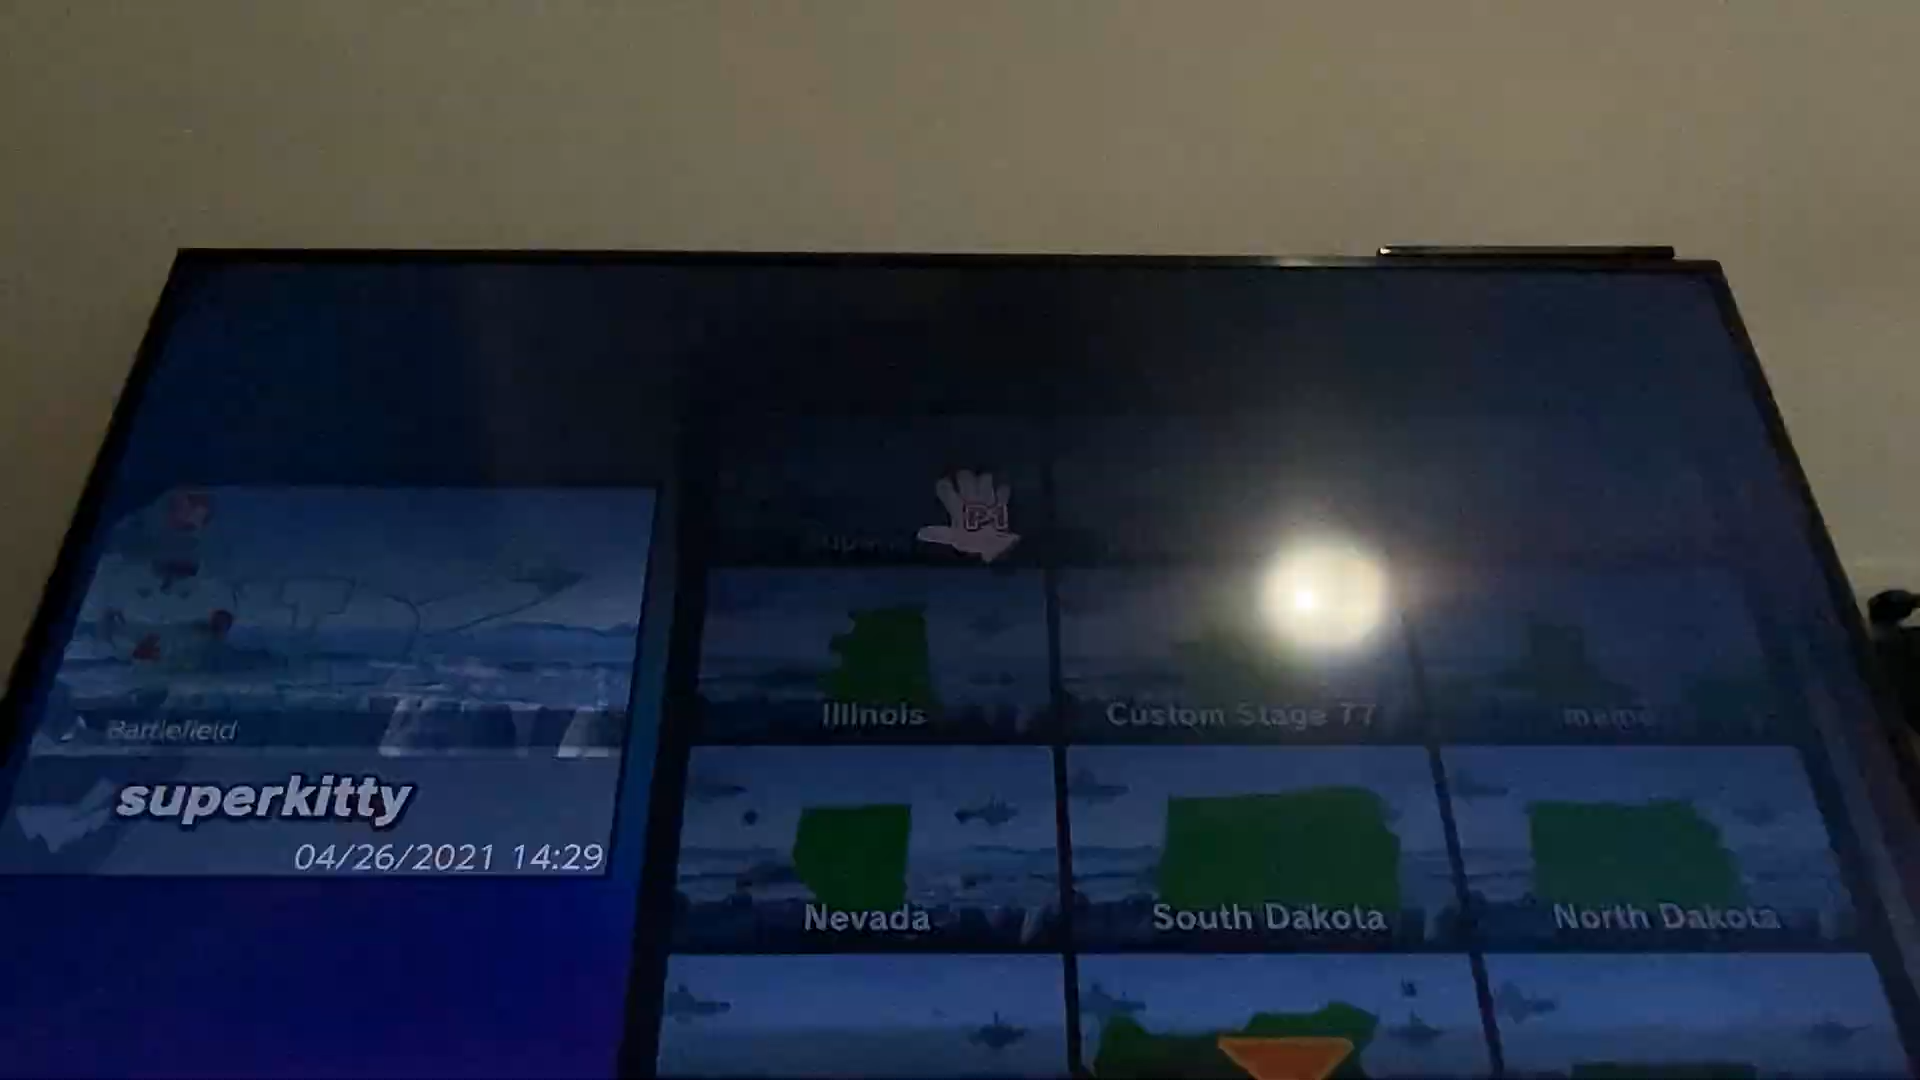 P1
Illinois
Custom Stage 77
Battlefield
superkitty
04/26/2021 14:29
Nevada
South Dakota
North Dakota